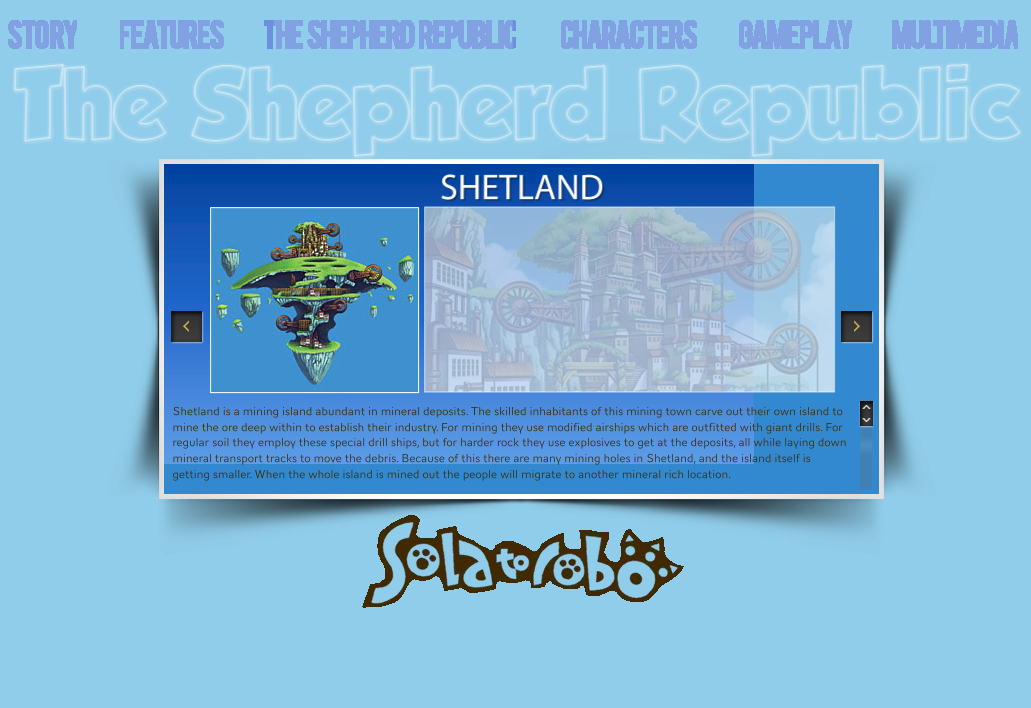 STORY FEATURES THE SHEPHERD REPUBLIC CHARACTERS GAMEPLAY MULTIMEDIA
The Shepherd Republic
SHETLAND
Shetland is a mining island abundant in mineral deposits. The skilled inhabitants of this mining town carve out their own island to
mine the ore deep within to establish their industry. For mining they use modified airships which are outfitted with giant drills. For
regular soil they employ these special drill ships, but for harder rock they use explosives to get at the deposits, all while laying down
mineral transport tracks to move the debris. Because of this there are many mining holes in Shetland, and the island itself is
getting smaller. When the whole island is mined out the people will migrate to another mineral rich location.
Solatorobo